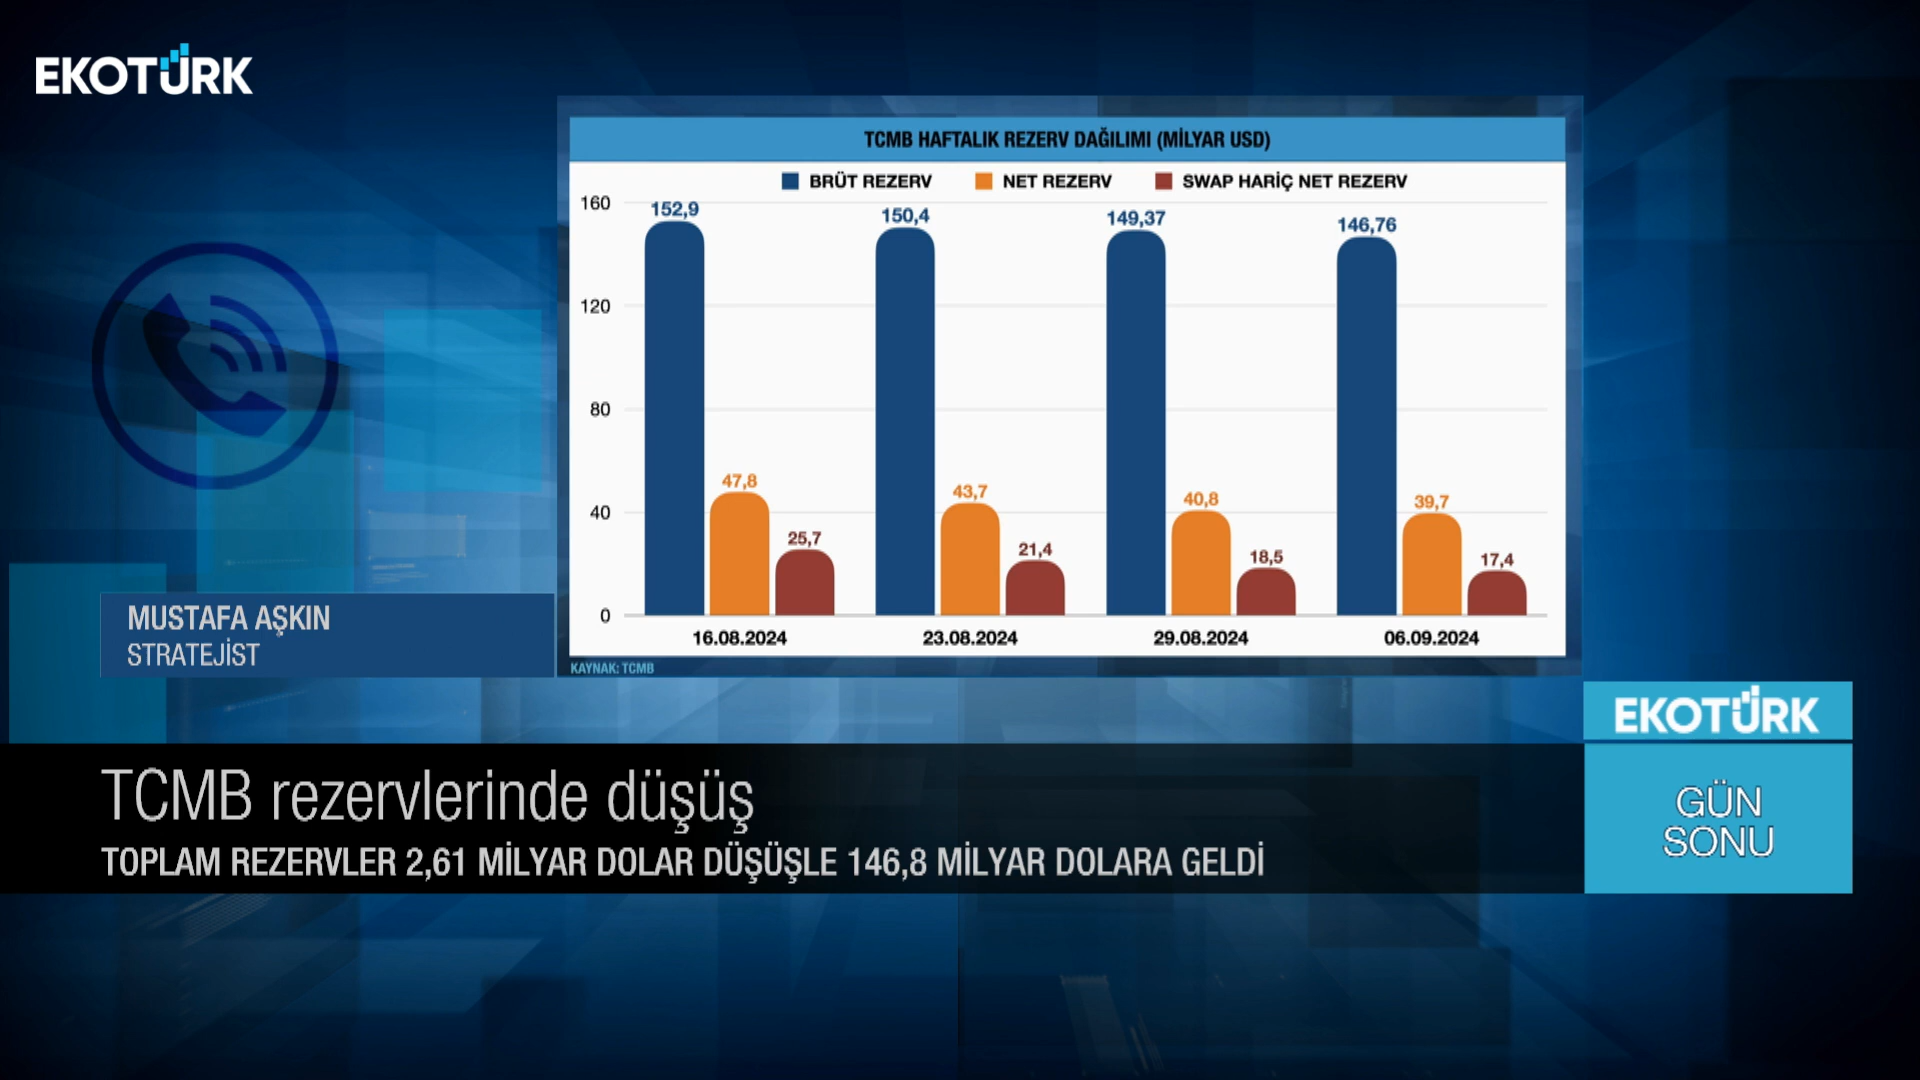 EKOTÜRK
TCMB HAFTALIK REZERV DAĞILIMI (MİLYAR USD)
BRÜT REZERV NET REZERV SWAP HARİÇ NET REZERV
160
152,9 150,4 149,37 146,76
120
80
47,8 43,7 40,8 39,7
40
25,7 21,4 18,5 17,4
0
16.08.2024 23.08.2024 29.08.2024 06.09.2024
KAYNAK: TCMB
MUSTAFA AŞKIN
STRATEJİST
EKOTÜRK
GÜN
SONU
TCMB rezervlerinde düşüş
TOPLAM REZERVLER 2,61 MİLYAR DOLAR DÜŞÜŞLE 146,8 MİLYAR DOLARA GELDİ